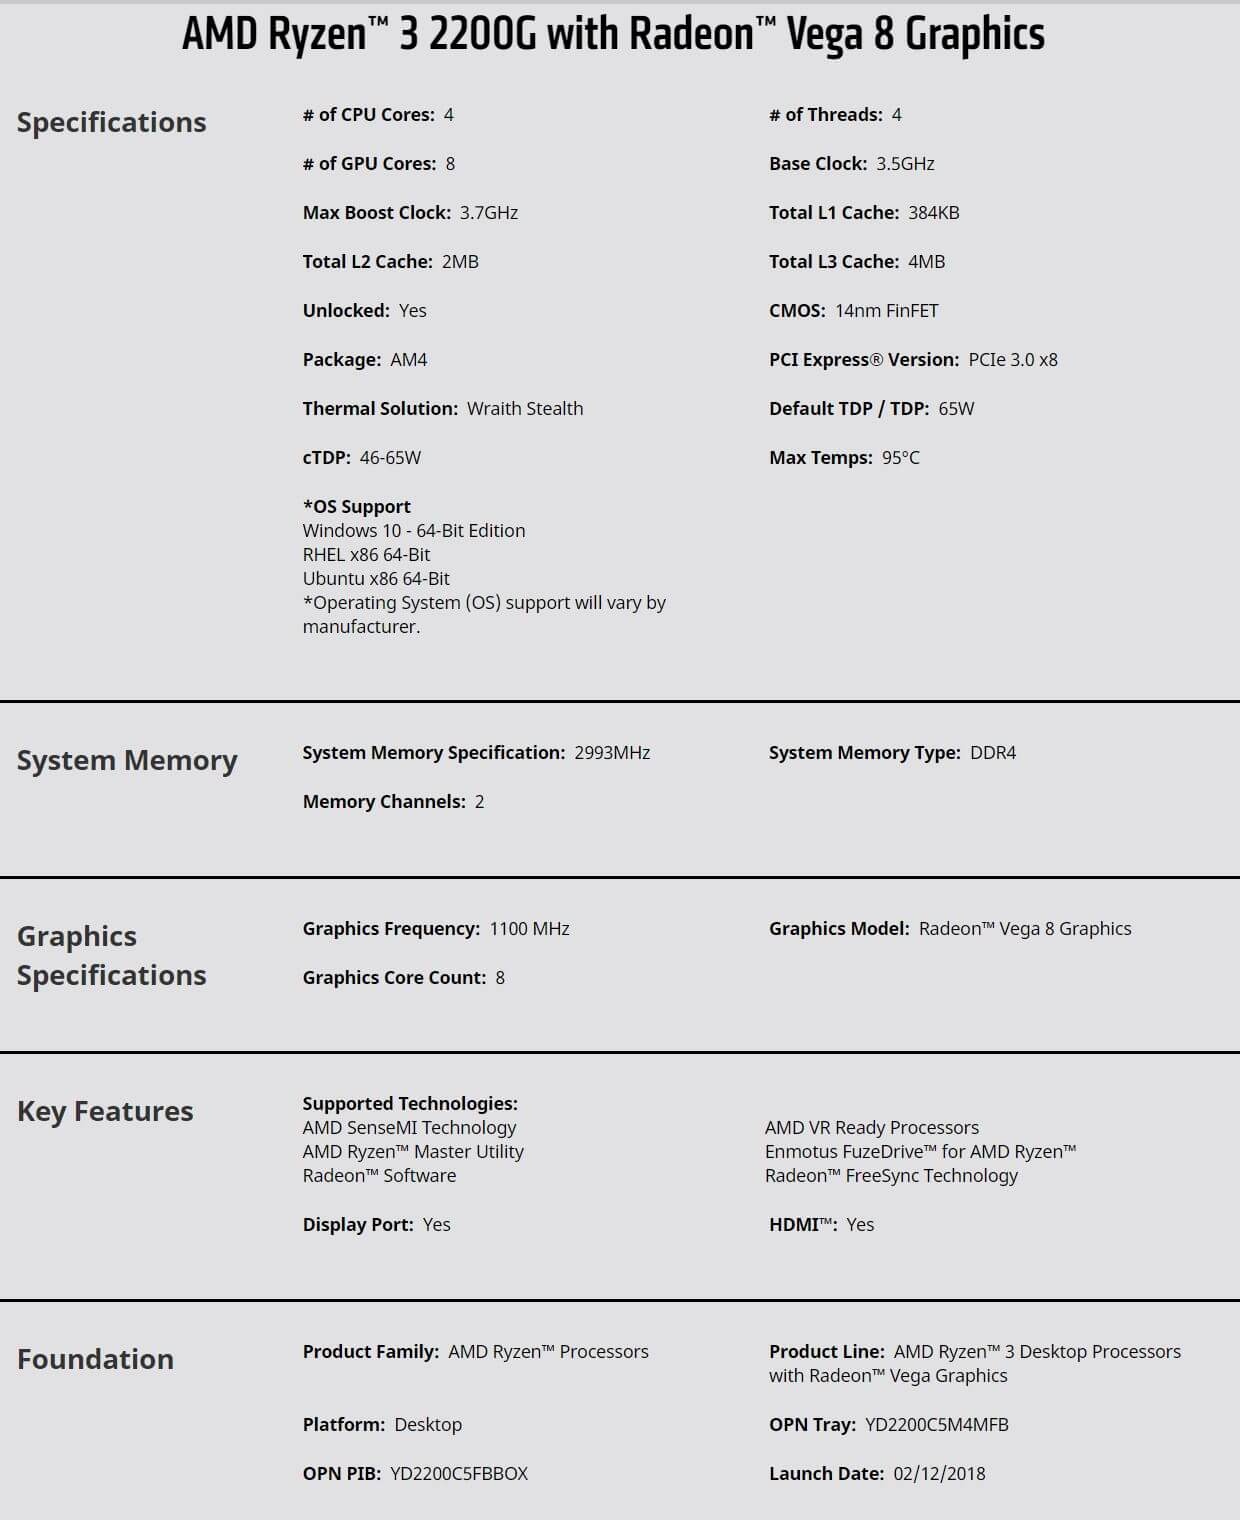 AMD Ryzen™ 3 2200G with Radeon™ Vega 8 Graphics
Specifications
# of CPU Cores: 4
# of Threads: 4
# of GPU Cores: 8
Base Clock: 3.5GHz
Max Boost Clock: 3.7GHz
Total L1 Cache: 384KB
Total L2 Cache: 2MB
Total L3 Cache: 4MB
Unlocked: Yes
CMOS: 14nm FinFET
Package: AM4
PCI Express® Version: PCIe 3.0 x8
Thermal Solution: Wraith Stealth
Default TDP / TDP: 65W
cTDP: 46-65W
Max Temps: 95°C
*OS Support
Windows 10 - 64-Bit Edition
RHEL x86 64-Bit
Ubuntu x86 64-Bit
*Operating System (OS) support will vary by
manufacturer.
System Memory
System Memory Specification: 2993MHz
System Memory Type: DDR4
Memory Channels: 2
Graphics
Specifications
Graphics Frequency: 1100 MHz
Graphics Model: Radeon™ Vega 8 Graphics
Graphics Core Count: 8
Key Features
Supported Technologies:
AMD SenseMI Technology
AMD VR Ready Processors
AMD Ryzen™ Master Utility
Enmotus FuzeDrive™ for AMD Ryzen™
Radeon™ Software
Radeon™ FreeSync Technology
Display Port: Yes
HDMI™: Yes
Foundation
Product Family: AMD Ryzen™ Processors
Product Line: AMD Ryzen™ 3 Desktop Processors
with Radeon™ Vega Graphics
Platform: Desktop
OPN Tray: YD2200C5M4MFB
OPN PIB: YD2200C5FBBOX
Launch Date: 02/12/2018